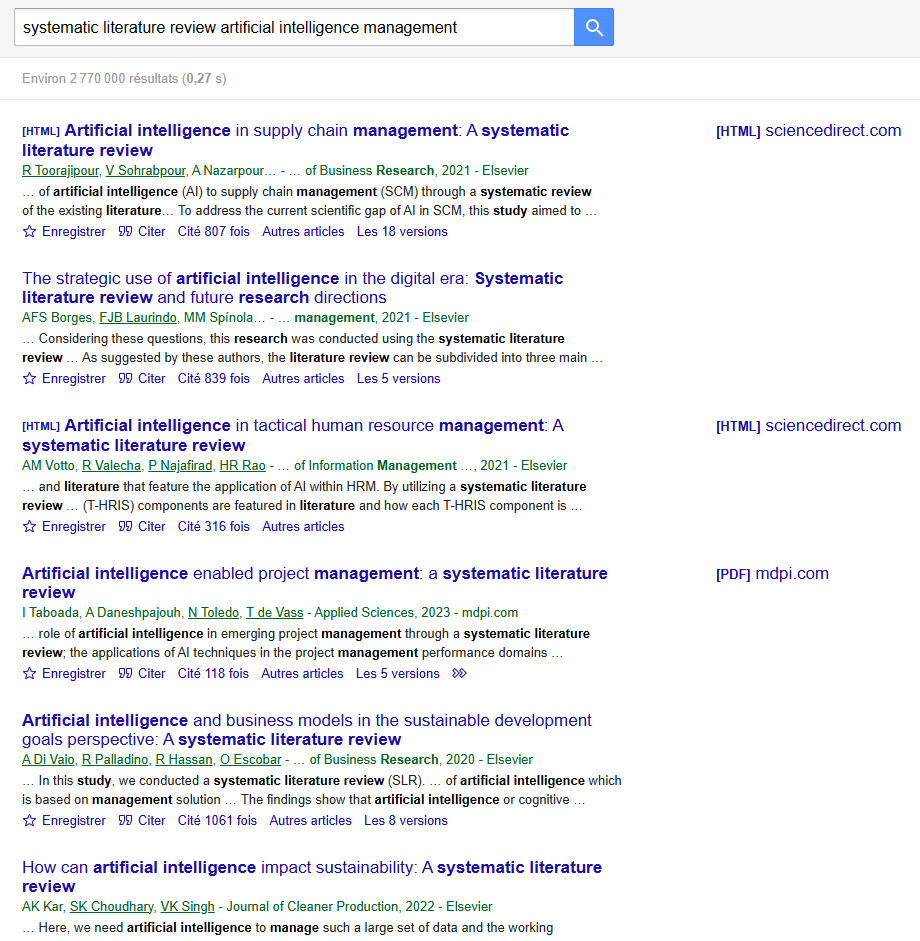 systematic literature review artificial intelligence management
Environ 2 770 000 résultats (0,27 s)
[HTML] Artificial intelligence in supply chain management: A systematic
literature review
[HTML] sciencedirect.com
R Toorajipour, V Sohrabpour, A Nazarpour… - … of Business Research, 2021 - Elsevier
… of artificial intelligence (AI) to supply chain management (SCM) through a systematic review
of the existing literature… To address the current scientific gap of AI in SCM, this study aimed to …
Enregistrer Citer Cité 807 fois Autres articles Les 18 versions
The strategic use of artificial intelligence in the digital era: Systematic
literature review and future research directions
AFS Borges, FJB Laurindo, MM Spínola… - … management, 2021 - Elsevier
… Considering these questions, this research was conducted using the systematic literature
review … As suggested by these authors, the literature review can be subdivided into three main …
Enregistrer Citer Cité 839 fois Autres articles Les 5 versions
[HTML] Artificial intelligence in tactical human resource management: A
systematic literature review
[HTML] sciencedirect.com
AM Votto, R Valecha, P Najafirad, HR Rao - … of Information Management …, 2021 - Elsevier
… and literature that feature the application of AI within HRM. By utilizing a systematic literature
review … (T-HRIS) components are featured in literature and how each T-HRIS component is …
Enregistrer Citer Cité 316 fois Autres articles
Artificial intelligence enabled project management: a systematic literature
review
[PDF] mdpi.com
I Taboada, A Daneshpajouh, N Toledo, T de Vass - Applied Sciences, 2023 - mdpi.com
… role of artificial intelligence in emerging project management through a systematic literature
review; the applications of AI techniques in the project management performance domains …
Enregistrer Citer Cité 118 fois Autres articles Les 5 versions
Artificial intelligence and business models in the sustainable development
goals perspective: A systematic literature review
A Di Vaio, R Palladino, R Hassan, O Escobar - … of Business Research, 2020 - Elsevier
… In this study, we conducted a systematic literature review (SLR). … of artificial intelligence which
is based on management solution … The findings show that artificial intelligence or cognitive …
Enregistrer Citer Cité 1061 fois Autres articles Les 8 versions
How can artificial intelligence impact sustainability: A systematic literature
review
AK Kar, SK Choudhary, VK Singh - Journal of Cleaner Production, 2022 - Elsevier
… Here, we need artificial intelligence to manage such a large set of data and the working